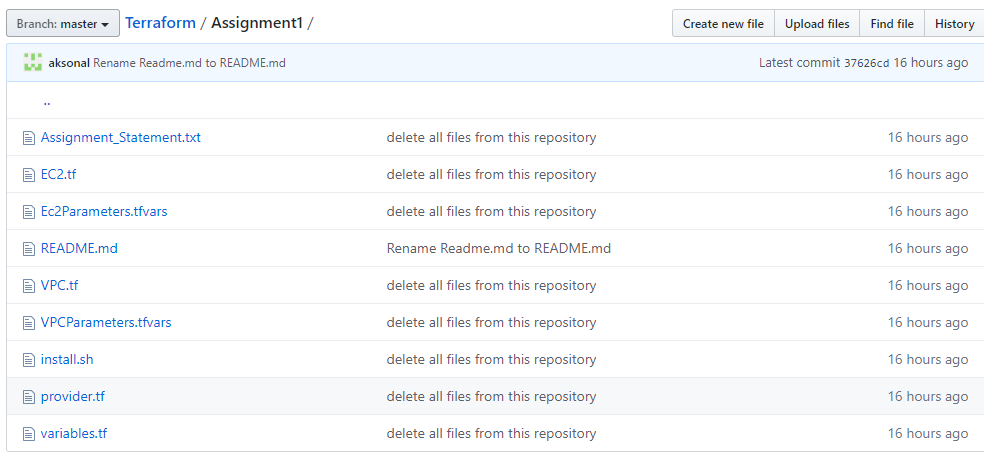 Branch: master Terraform / Assignment1 / Create new file Upload files Find file History
aksonal Rename Readme.md to README.md Latest commit 37626cd 16 hours ago
..
Assignment_Statement.txt delete all files from this repository 16 hours ago
EC2.tf delete all files from this repository 16 hours ago
Ec2Parameters.tfvars delete all files from this repository 16 hours ago
README.md Rename Readme.md to README.md 16 hours ago
VPC.tf delete all files from this repository 16 hours ago
VPCParameters.tfvars delete all files from this repository 16 hours ago
install.sh delete all files from this repository 16 hours ago
provider.tf delete all files from this repository 16 hours ago
variables.tf delete all files from this repository 16 hours ago